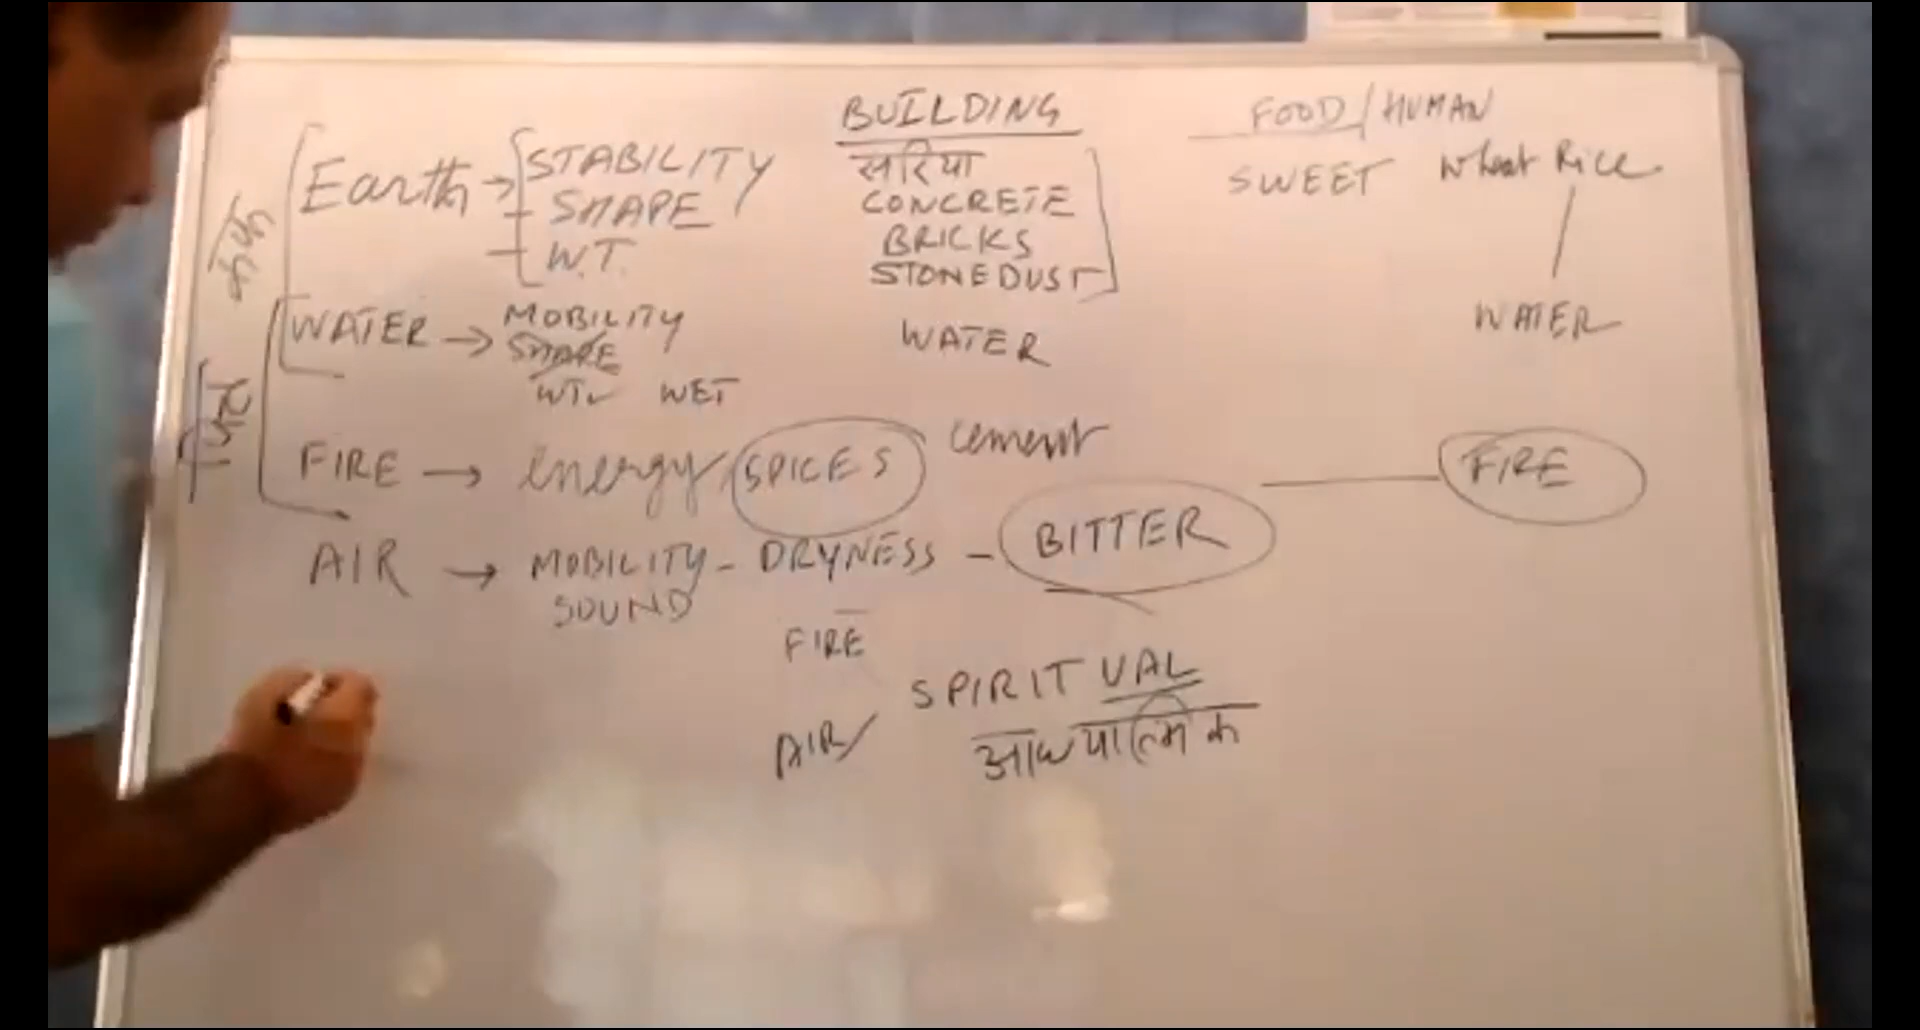 BUILDING
FOOD/HUMAN
Earth → STABILITY
सरिया
SWEET wheat Rice
- SHAPE
CONCRETE
कफ
- W.T.
BRICKS
STONEDUST
WATER → MOBILITY
WATER
WATER
SHAPE
WT✓ WET
पित्त
FIRE → energy SPICES
cement
FIRE
AIR → MOBILITY - DRYNESS - BITTER
SOUND
FIRE
SPIRITUAL
AIR/
आध्यात्मिक